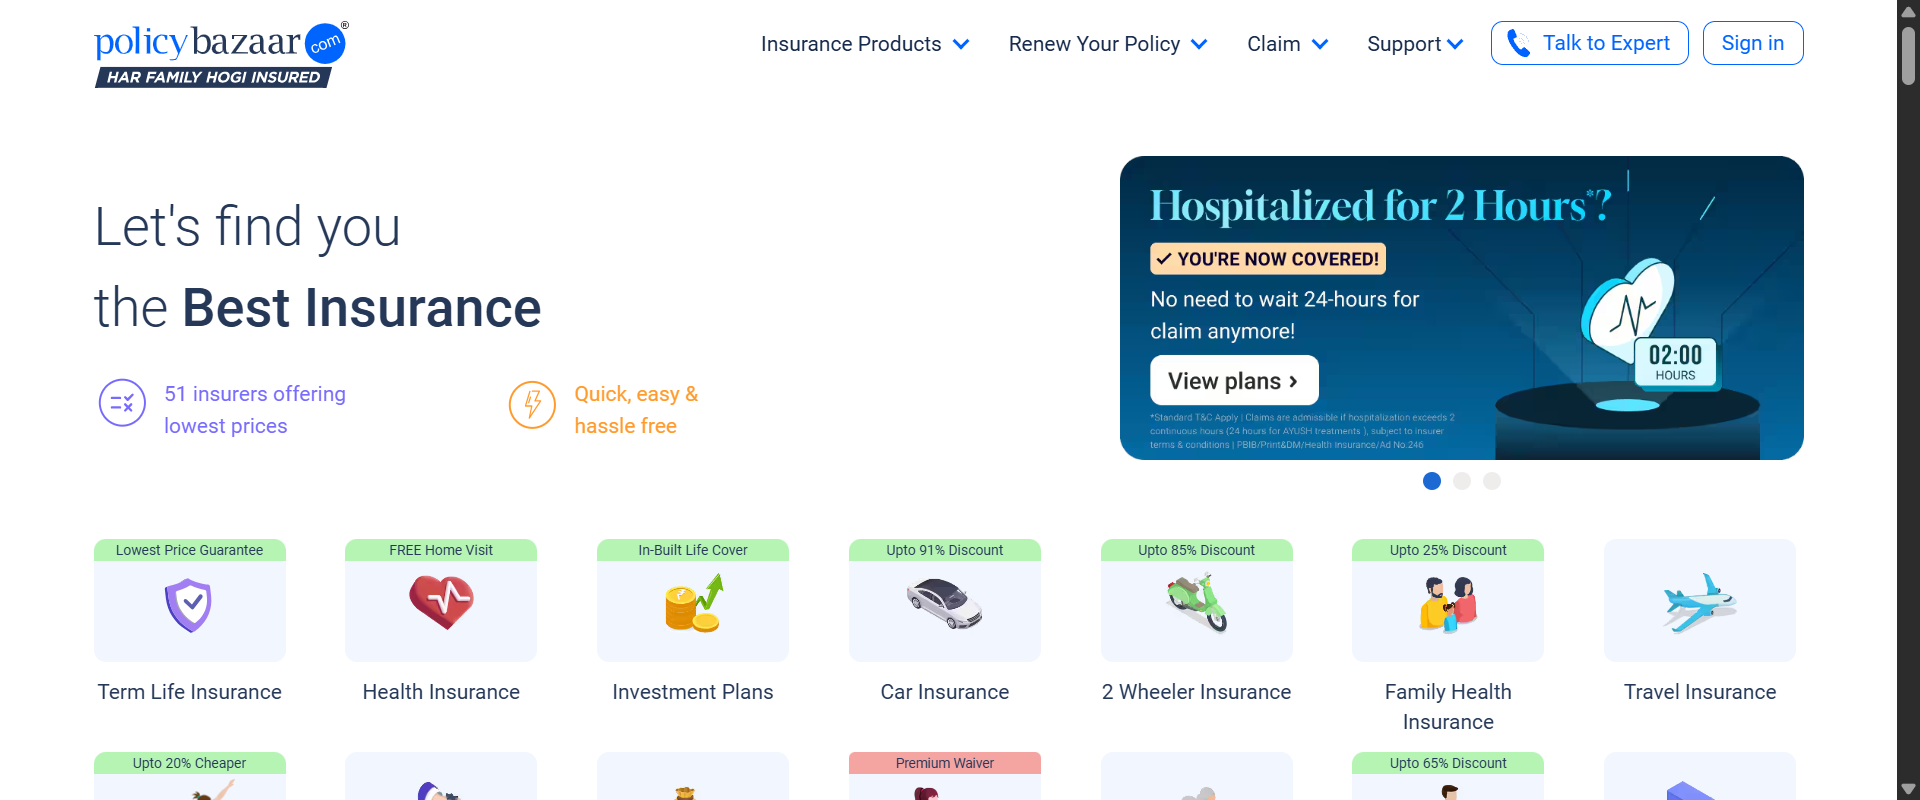 policybazaar com ®
HAR FAMILY HOGI INSURED
Insurance Products
Renew Your Policy
Claim
Support
Talk to Expert
Sign in
Let's find you
the Best Insurance
51 insurers offering
lowest prices
Quick, easy &
hassle free
Hospitalized for 2 Hours*?
YOU'RE NOW COVERED!
No need to wait 24-hours for
claim anymore!
View plans ›
*Standard T&C Apply | Claims are admissible if hospitalization exceeds 2
continuous hours (24 hours for AYUSH treatments ), subject to insurer
terms & conditions | PBIB/Print&DM/Health Insurance/Ad No.246
02:00
HOURS
Lowest Price Guarantee
Term Life Insurance
FREE Home Visit
Health Insurance
In-Built Life Cover
₹
Investment Plans
Upto 91% Discount
Car Insurance
Upto 85% Discount
2 Wheeler Insurance
Upto 25% Discount
Family Health
Insurance
Travel Insurance
Upto 20% Cheaper
Premium Waiver
Upto 65% Discount